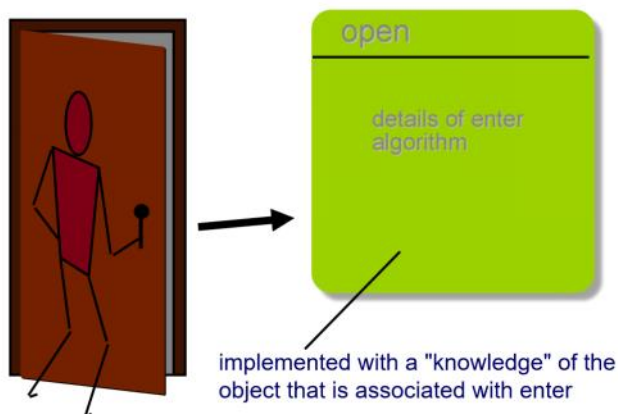 open
details of enter
algorithm
implemented with a "knowledge" of the
object that is associated with enter